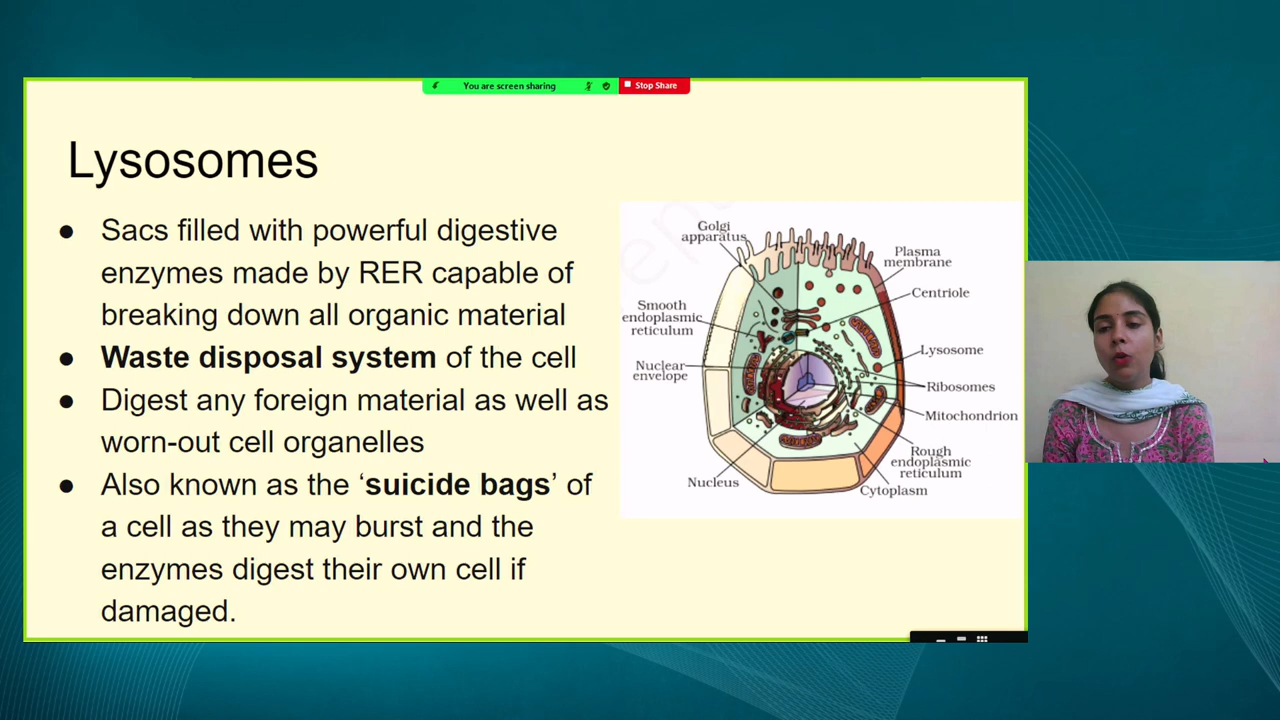 You are screen sharing
Stop Share
Lysosomes
● Sacs filled with powerful digestive
enzymes made by RER capable of
breaking down all organic material
● Waste disposal system of the cell
● Digest any foreign material as well as
worn-out cell organelles
● Also known as the ‘suicide bags’ of
a cell as they may burst and the
enzymes digest their own cell if
damaged.
Golgi
apparatus
Plasma
membrane
Centriole
Smooth
endoplasmic
reticulum
Lysosome
Nuclear
envelope
Ribosomes
Mitochondrion
Rough
endoplasmic
reticulum
Nucleus
Cytoplasm